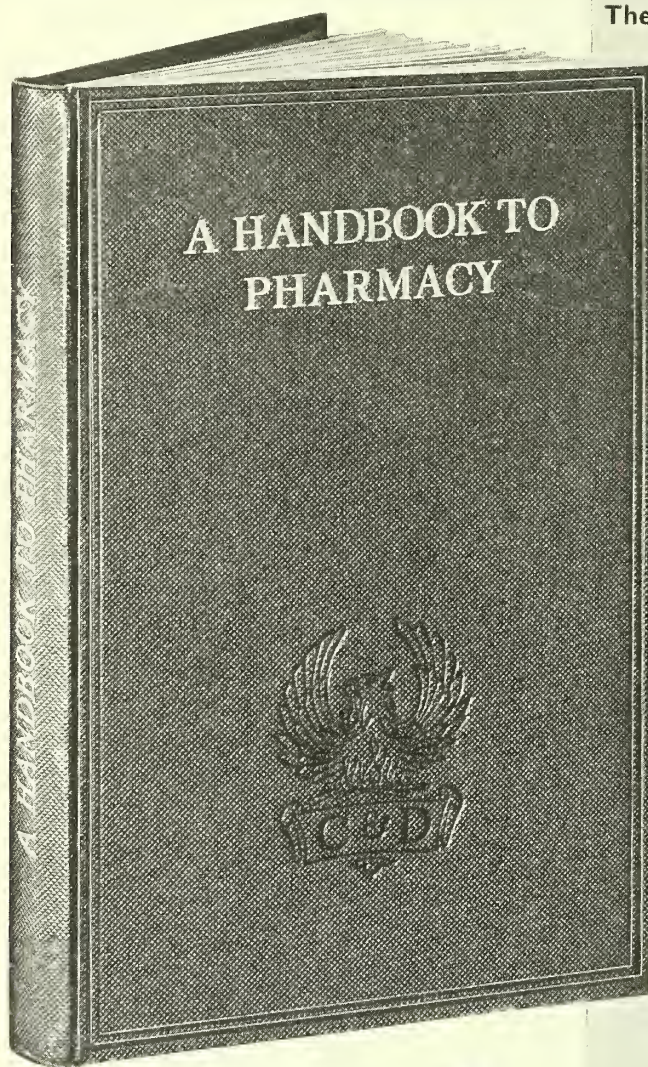 The
A HANDBOOK TO
PHARMACY
C & D
A HANDBOOK TO PHARMACY